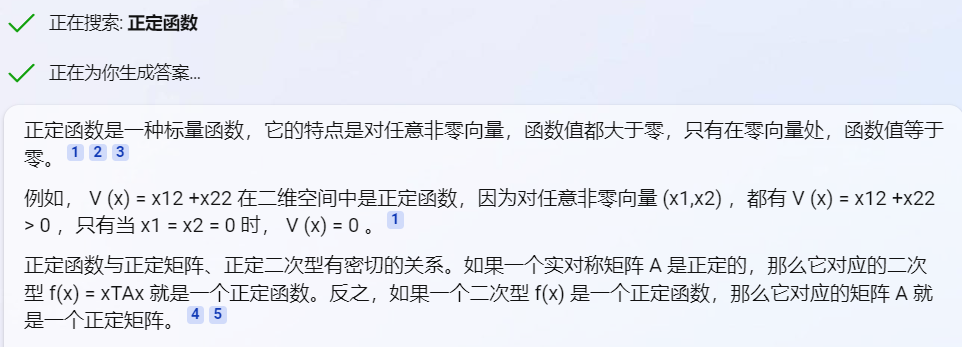 正在搜索: 正定函数
正在为你生成答案...
正定函数是一种标量函数，它的特点是对任意非零向量，函数值都大于零，只有在零向量处，函数值等于
零。 1 2 3
例如， V (x) = x12 +x22 在二维空间中是正定函数，因为对任意非零向量 (x1,x2) ，都有 V (x) = x12 +x22
> 0 ，只有当 x1 = x2 = 0 时， V (x) = 0 。 1
正定函数与正定矩阵、正定二次型有密切的关系。如果一个实对称矩阵 A 是正定的，那么它对应的二次
型 f(x) = xTAx 就是一个正定函数。反之，如果一个二次型 f(x) 是一个正定函数，那么它对应的矩阵 A 就
是一个正定矩阵。 4 5